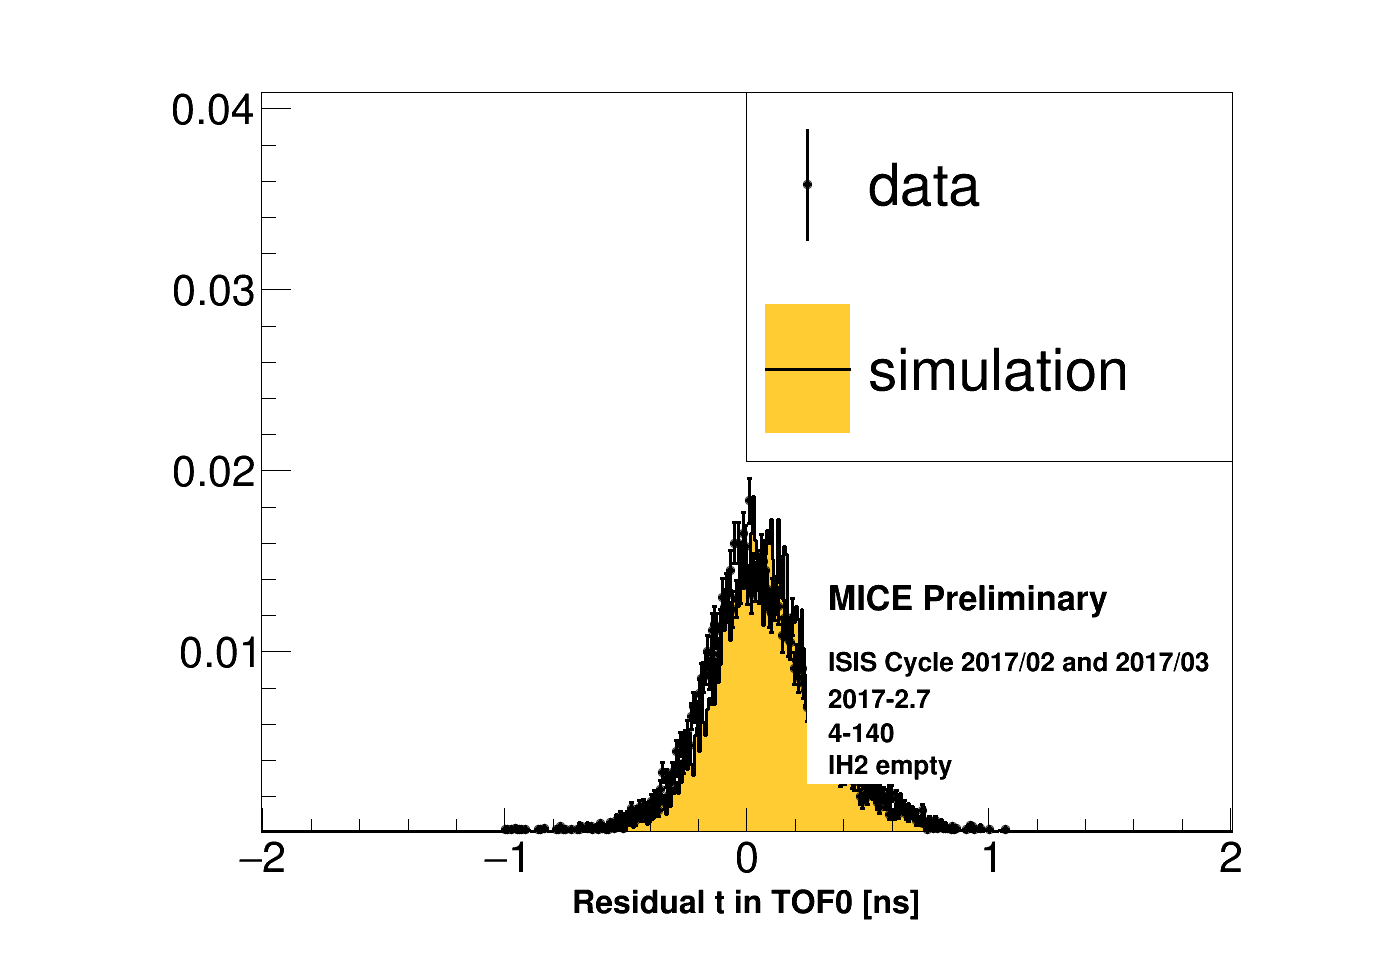 0.04
data
0.03
simulation
0.02
MICE Preliminary
0.01
ISIS Cycle 2017/02 and 2017/03
2017-2.7
4-140
IH2 empty
−2 −1 0 1 2
Residual t in TOF0 [ns]